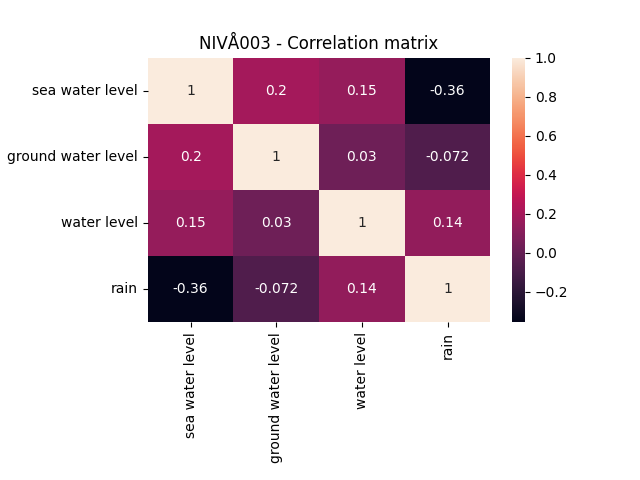 NIVÅ003 - Correlation matrix
sea water level 1 0.2 0.15 -0.36
ground water level 0.2 1 0.03 -0.072
water level 0.15 0.03 1 0.14
rain -0.36 -0.072 0.14 1
sea water level
ground water level
water level
rain
1.0
0.8
0.6
0.4
0.2
0.0
−0.2